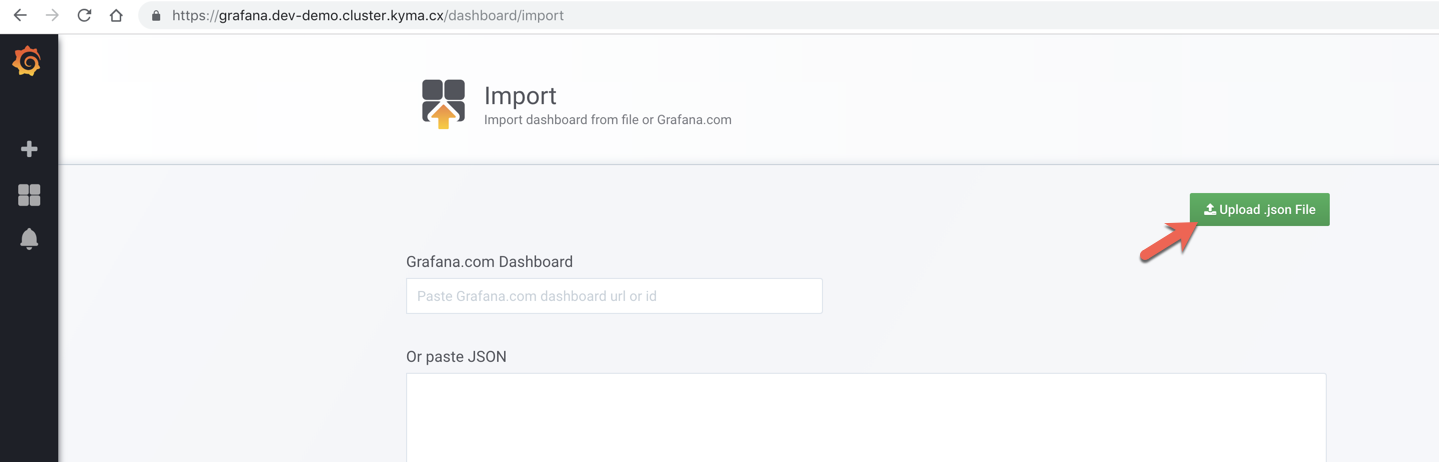 https://grafana.dev-demo.cluster.kyma.cx/dashboard/import
Import
Import dashboard from file or Grafana.com
Upload .json File
Grafana.com Dashboard
Paste Grafana.com dashboard url or id
Or paste JSON